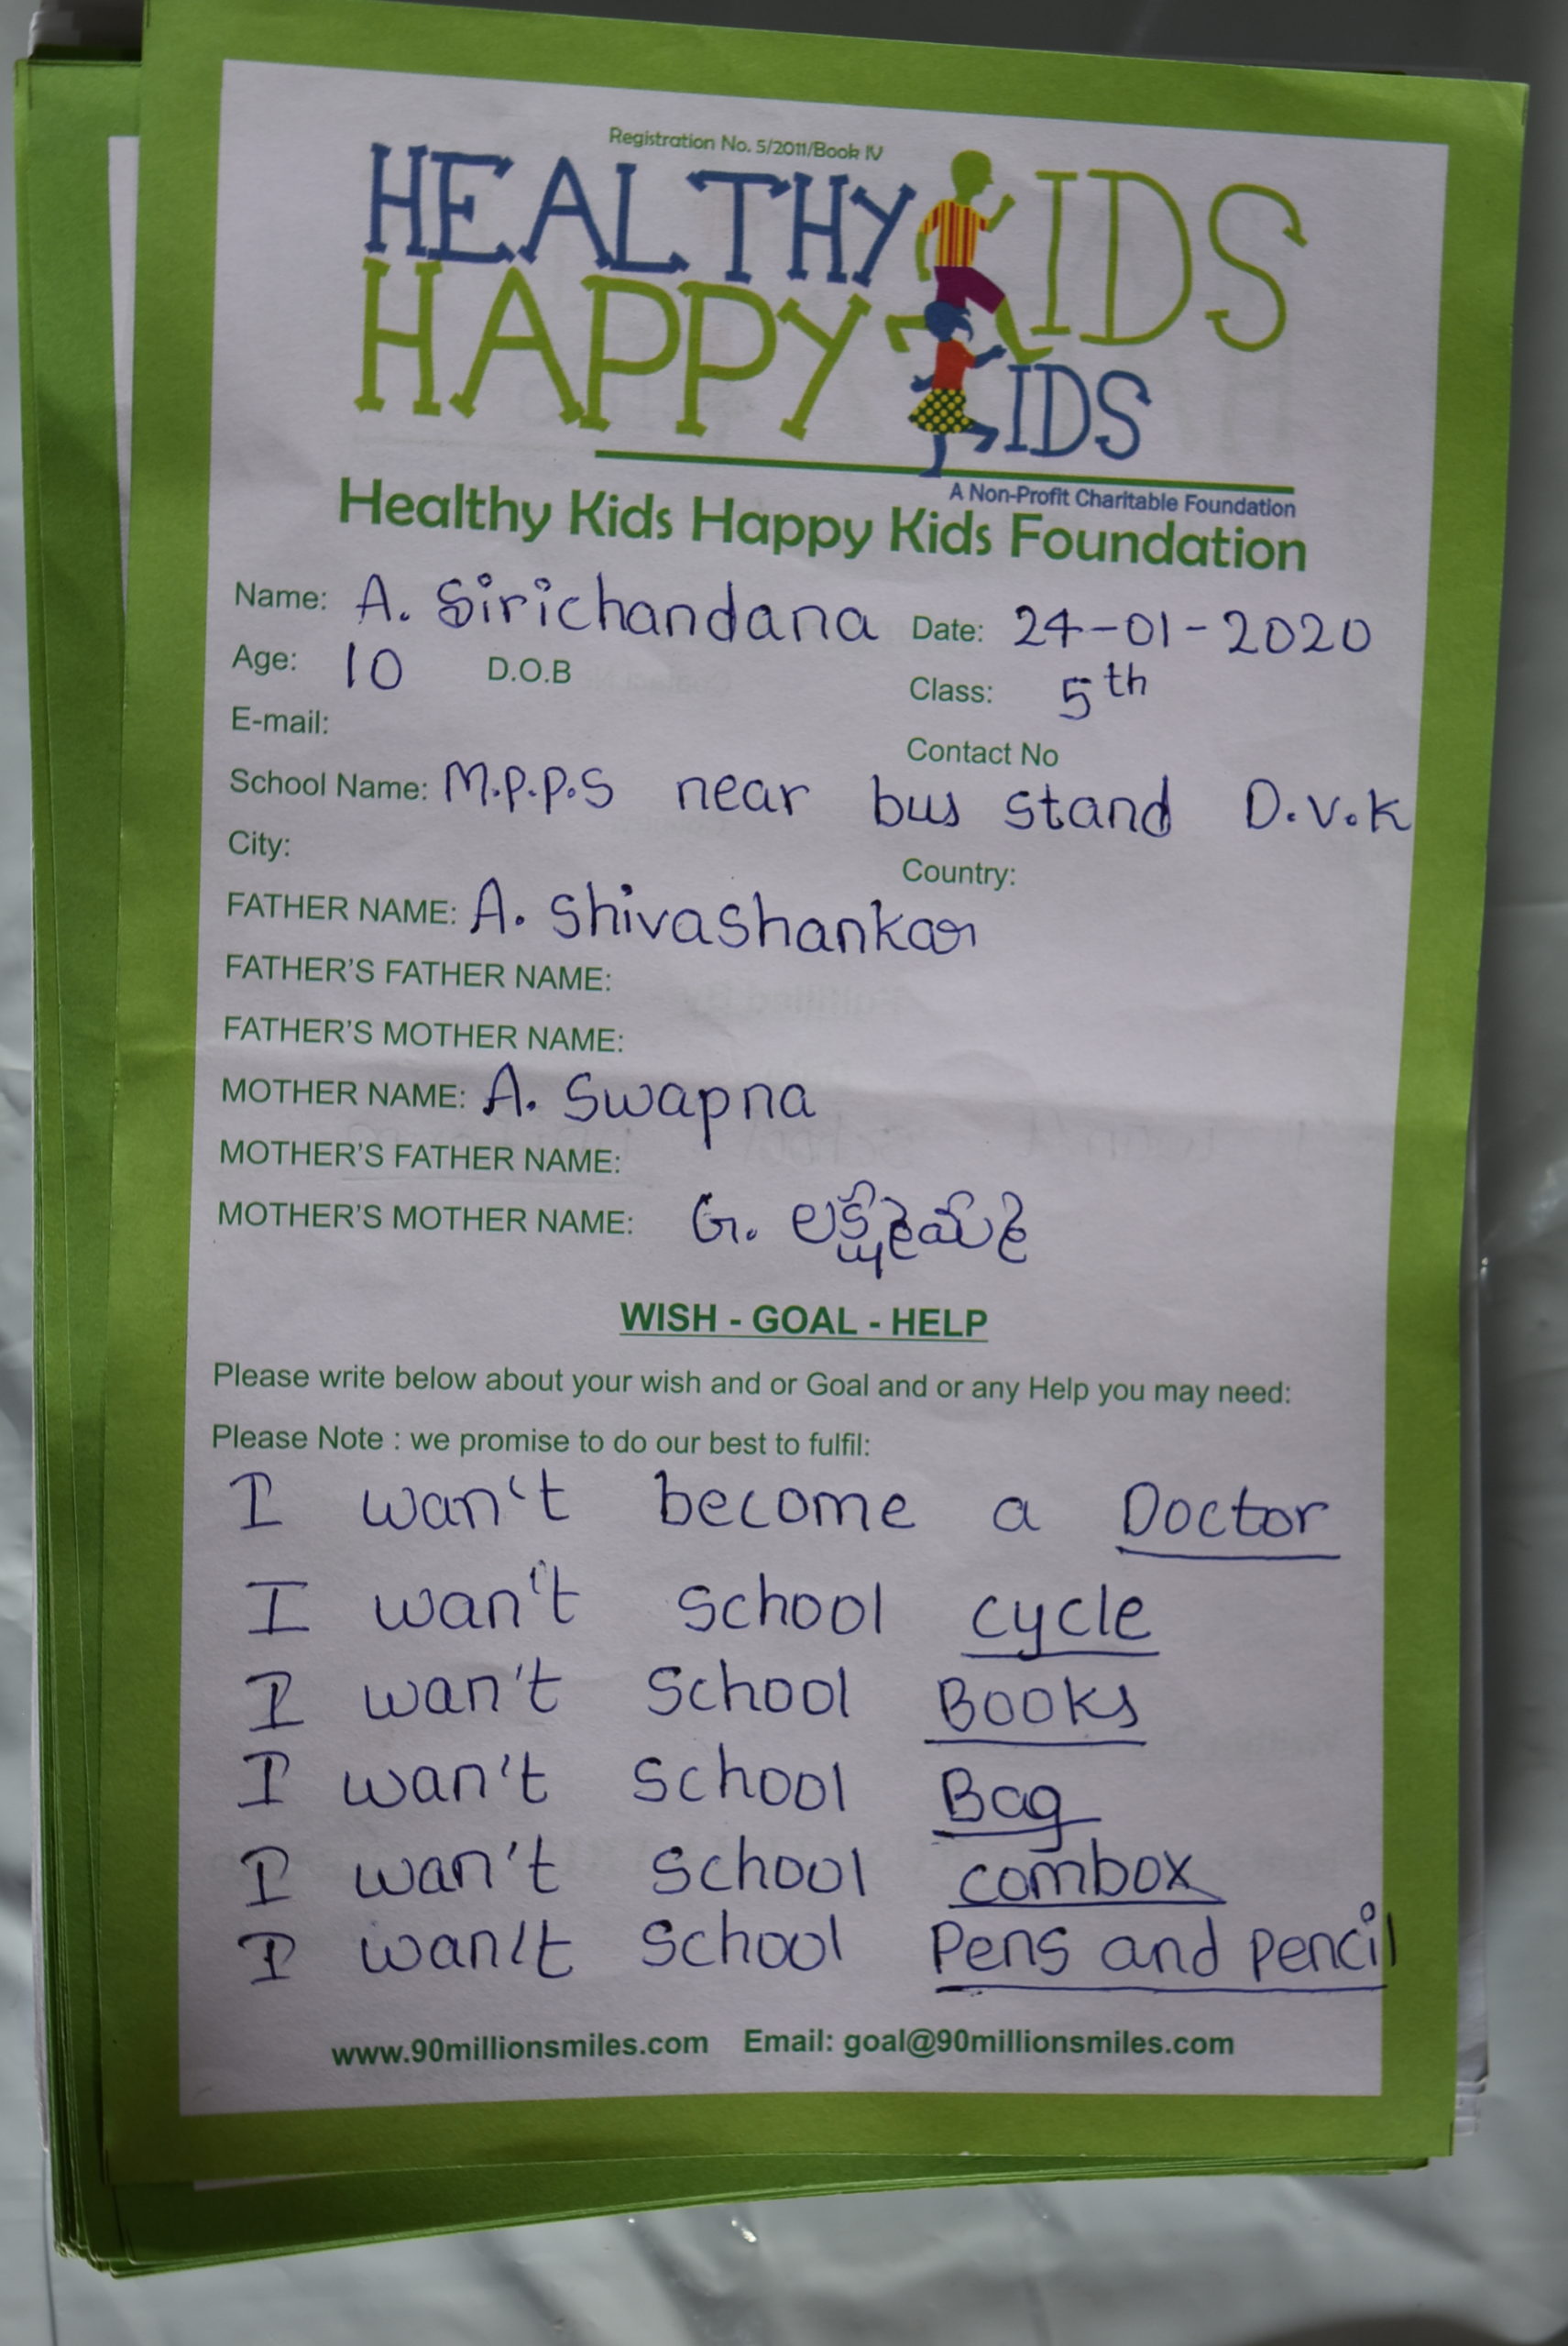 Registration No. 5/2011/Book IV
HEALTHY KIDS
HAPPY KIDS
A Non-Profit Charitable Foundation
Healthy Kids Happy Kids Foundation
Name: A. Sirichandana Date: 24-01-2020
Age: 10 D.O.B Class: 5th
E-mail: Contact No
School Name: M.P.P.S near bus stand D.V.K
City: Country:
FATHER NAME: A. Shivashankar
FATHER'S FATHER NAME:
FATHER'S MOTHER NAME:
MOTHER NAME: A. Swapna
MOTHER'S FATHER NAME:
MOTHER'S MOTHER NAME: G.
WISH - GOAL - HELP
Please write below about your wish and or Goal and or any Help you may need:
Please Note : we promise to do our best to fulfil:
I wan't become a Doctor
I wan't school cycle
I wan't school Books
I wan't school Bag
I wan't school combox
I wan't school Pens and pencil
www.90millionsmiles.com Email: goal@90millionsmiles.com